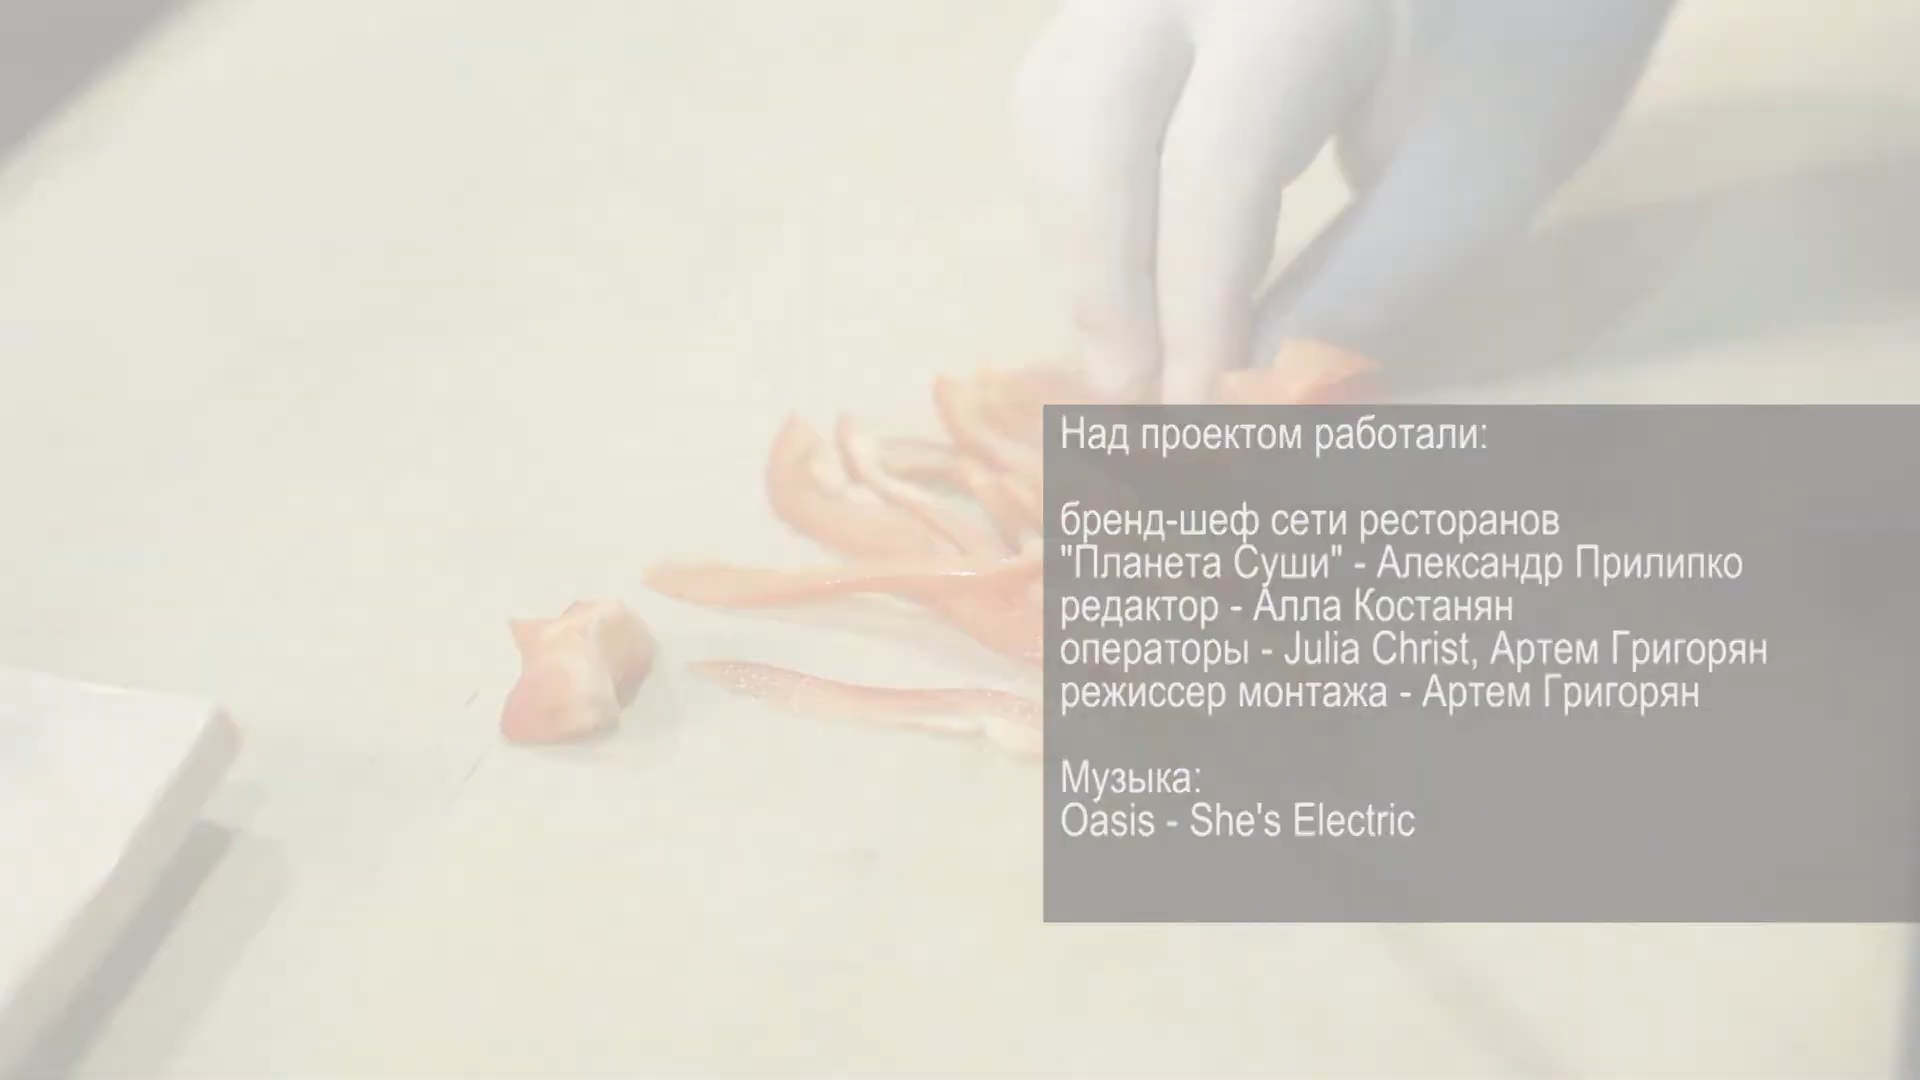 Над проектом работали:
бренд-шеф сети ресторанов
"Планета Суши" - Александр Прилипко
редактор - Алла Костанян
операторы - Julia Christ, Артем Григорян
режиссер монтажа - Артем Григорян
Музыка:
Oasis - She's Electric